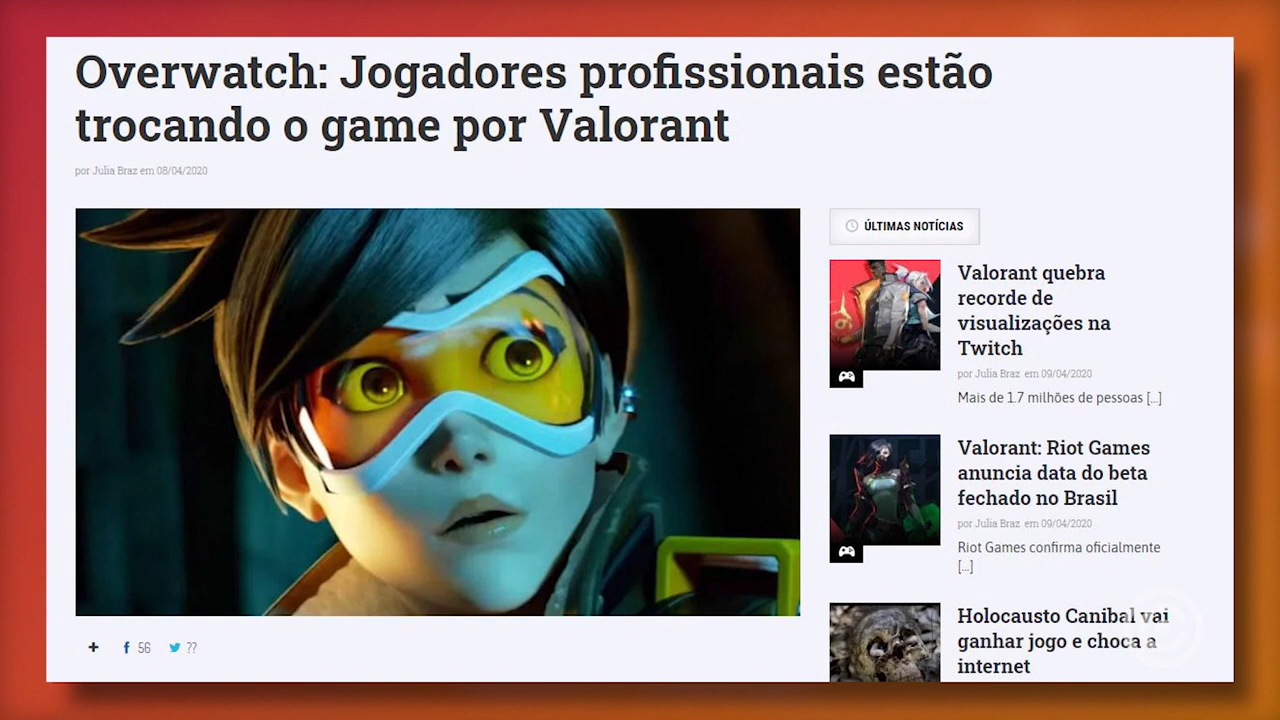 Overwatch: Jogadores profissionais estão
trocando o game por Valorant
por Julia Braz em 08/04/2020
ÚLTIMAS NOTÍCIAS
Valorant quebra
recorde de
visualizações na
Twitch
por Julia Braz em 09/04/2020
Mais de 1.7 milhões de pessoas [...]
Valorant: Riot Games
anuncia data do beta
fechado no Brasil
por Julia Braz em 09/04/2020
Riot Games confirma oficialmente
[...]
Holocausto Canibal vai
ganhar jogo e choca a
internet
+ f 56 ??